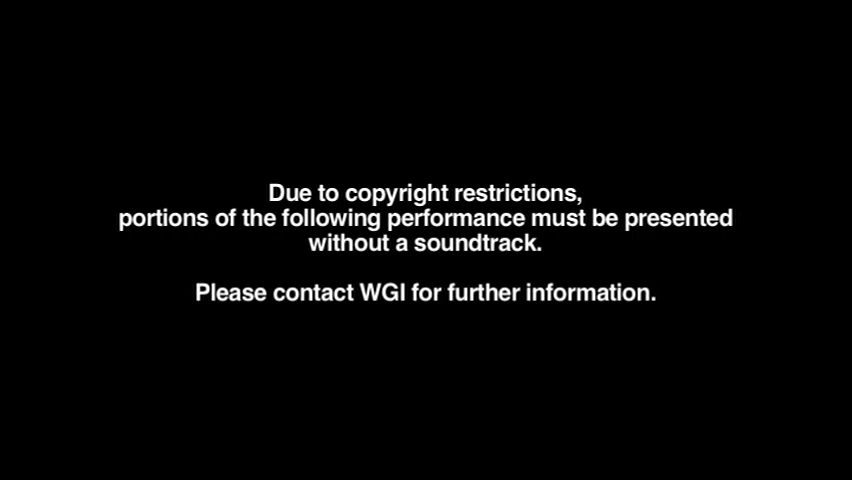 Due to copyright restrictions,
portions of the following performance must be presented
without a soundtrack.
Please contact WGI for further information.